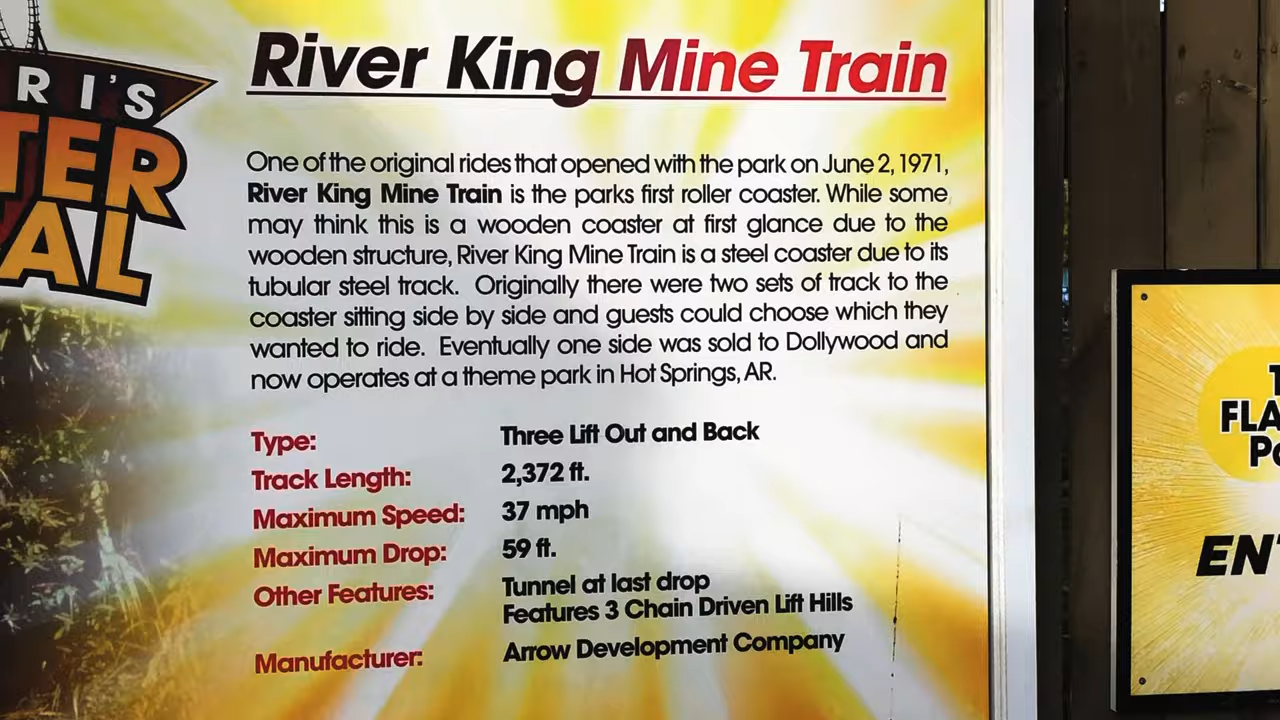 RI'S
TER
AL
River King Mine Train
One of the original rides that opened with the park on June 2, 1971,
River King Mine Train is the parks first roller coaster. While some
may think this is a wooden coaster at first glance due to the
wooden structure, River King Mine Train is a steel coaster due to its
tubular steel track. Originally there were two sets of track to the
coaster sitting side by side and guests could choose which they
wanted to ride. Eventually one side was sold to Dollywood and
now operates at a theme park in Hot Springs, AR.
Type: Three Lift Out and Back
Track Length: 2,372 ft.
Maximum Speed: 37 mph
Maximum Drop: 59 ft.
Other Features: Tunnel at last drop
Features 3 Chain Driven Lift Hills
Manufacturer: Arrow Development Company
FLA
EN